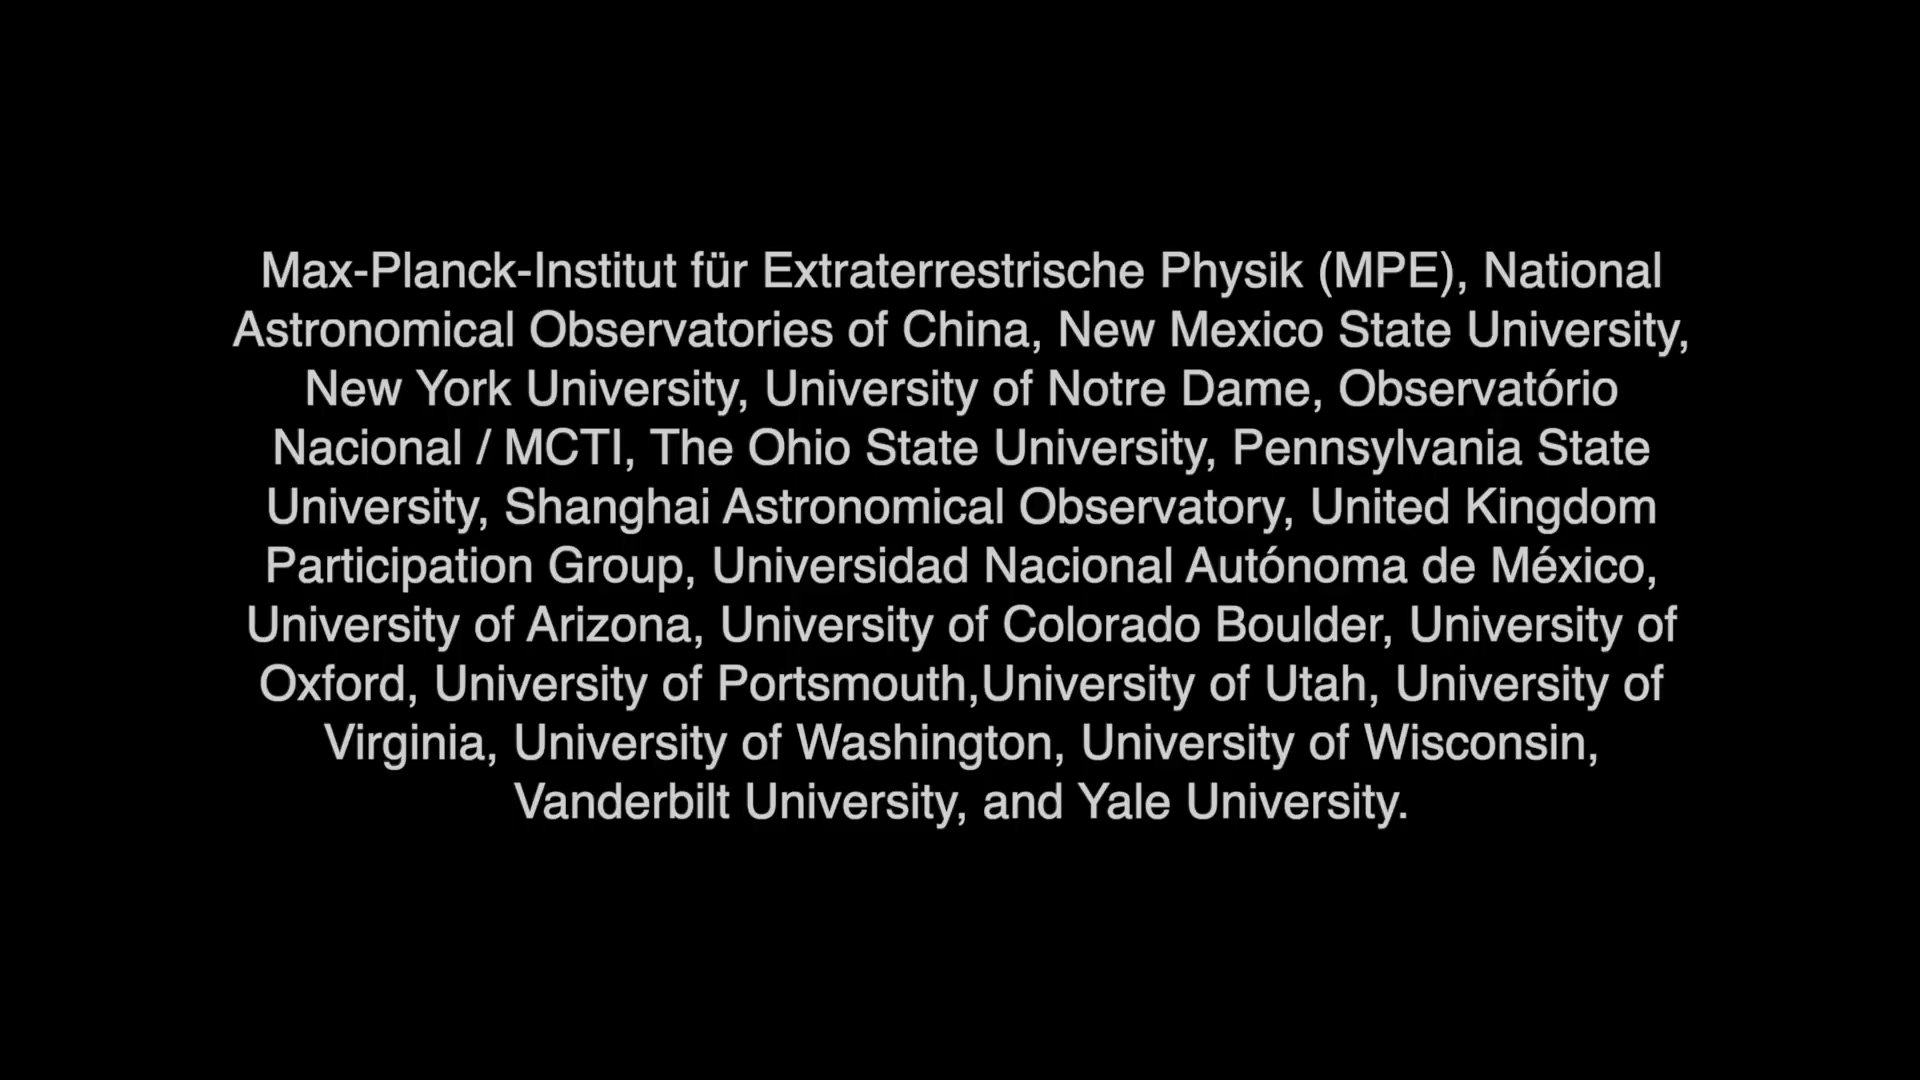 Max-Planck-Institut für Extraterrestrische Physik (MPE), National
Astronomical Observatories of China, New Mexico State University,
New York University, University of Notre Dame, Observatório
Nacional / MCTI, The Ohio State University, Pennsylvania State
University, Shanghai Astronomical Observatory, United Kingdom
Participation Group, Universidad Nacional Autónoma de México,
University of Arizona, University of Colorado Boulder, University of
Oxford, University of Portsmouth,University of Utah, University of
Virginia, University of Washington, University of Wisconsin,
Vanderbilt University, and Yale University.